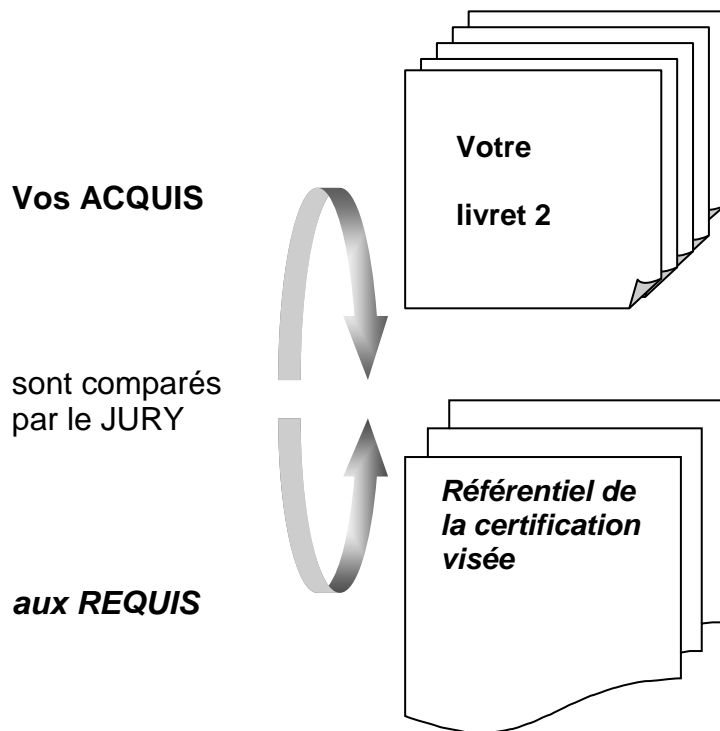 Votre
livret 2
Vos ACQUIS
sont comparés
par le JURY
Référentiel de
la certification
visée
aux REQUIS